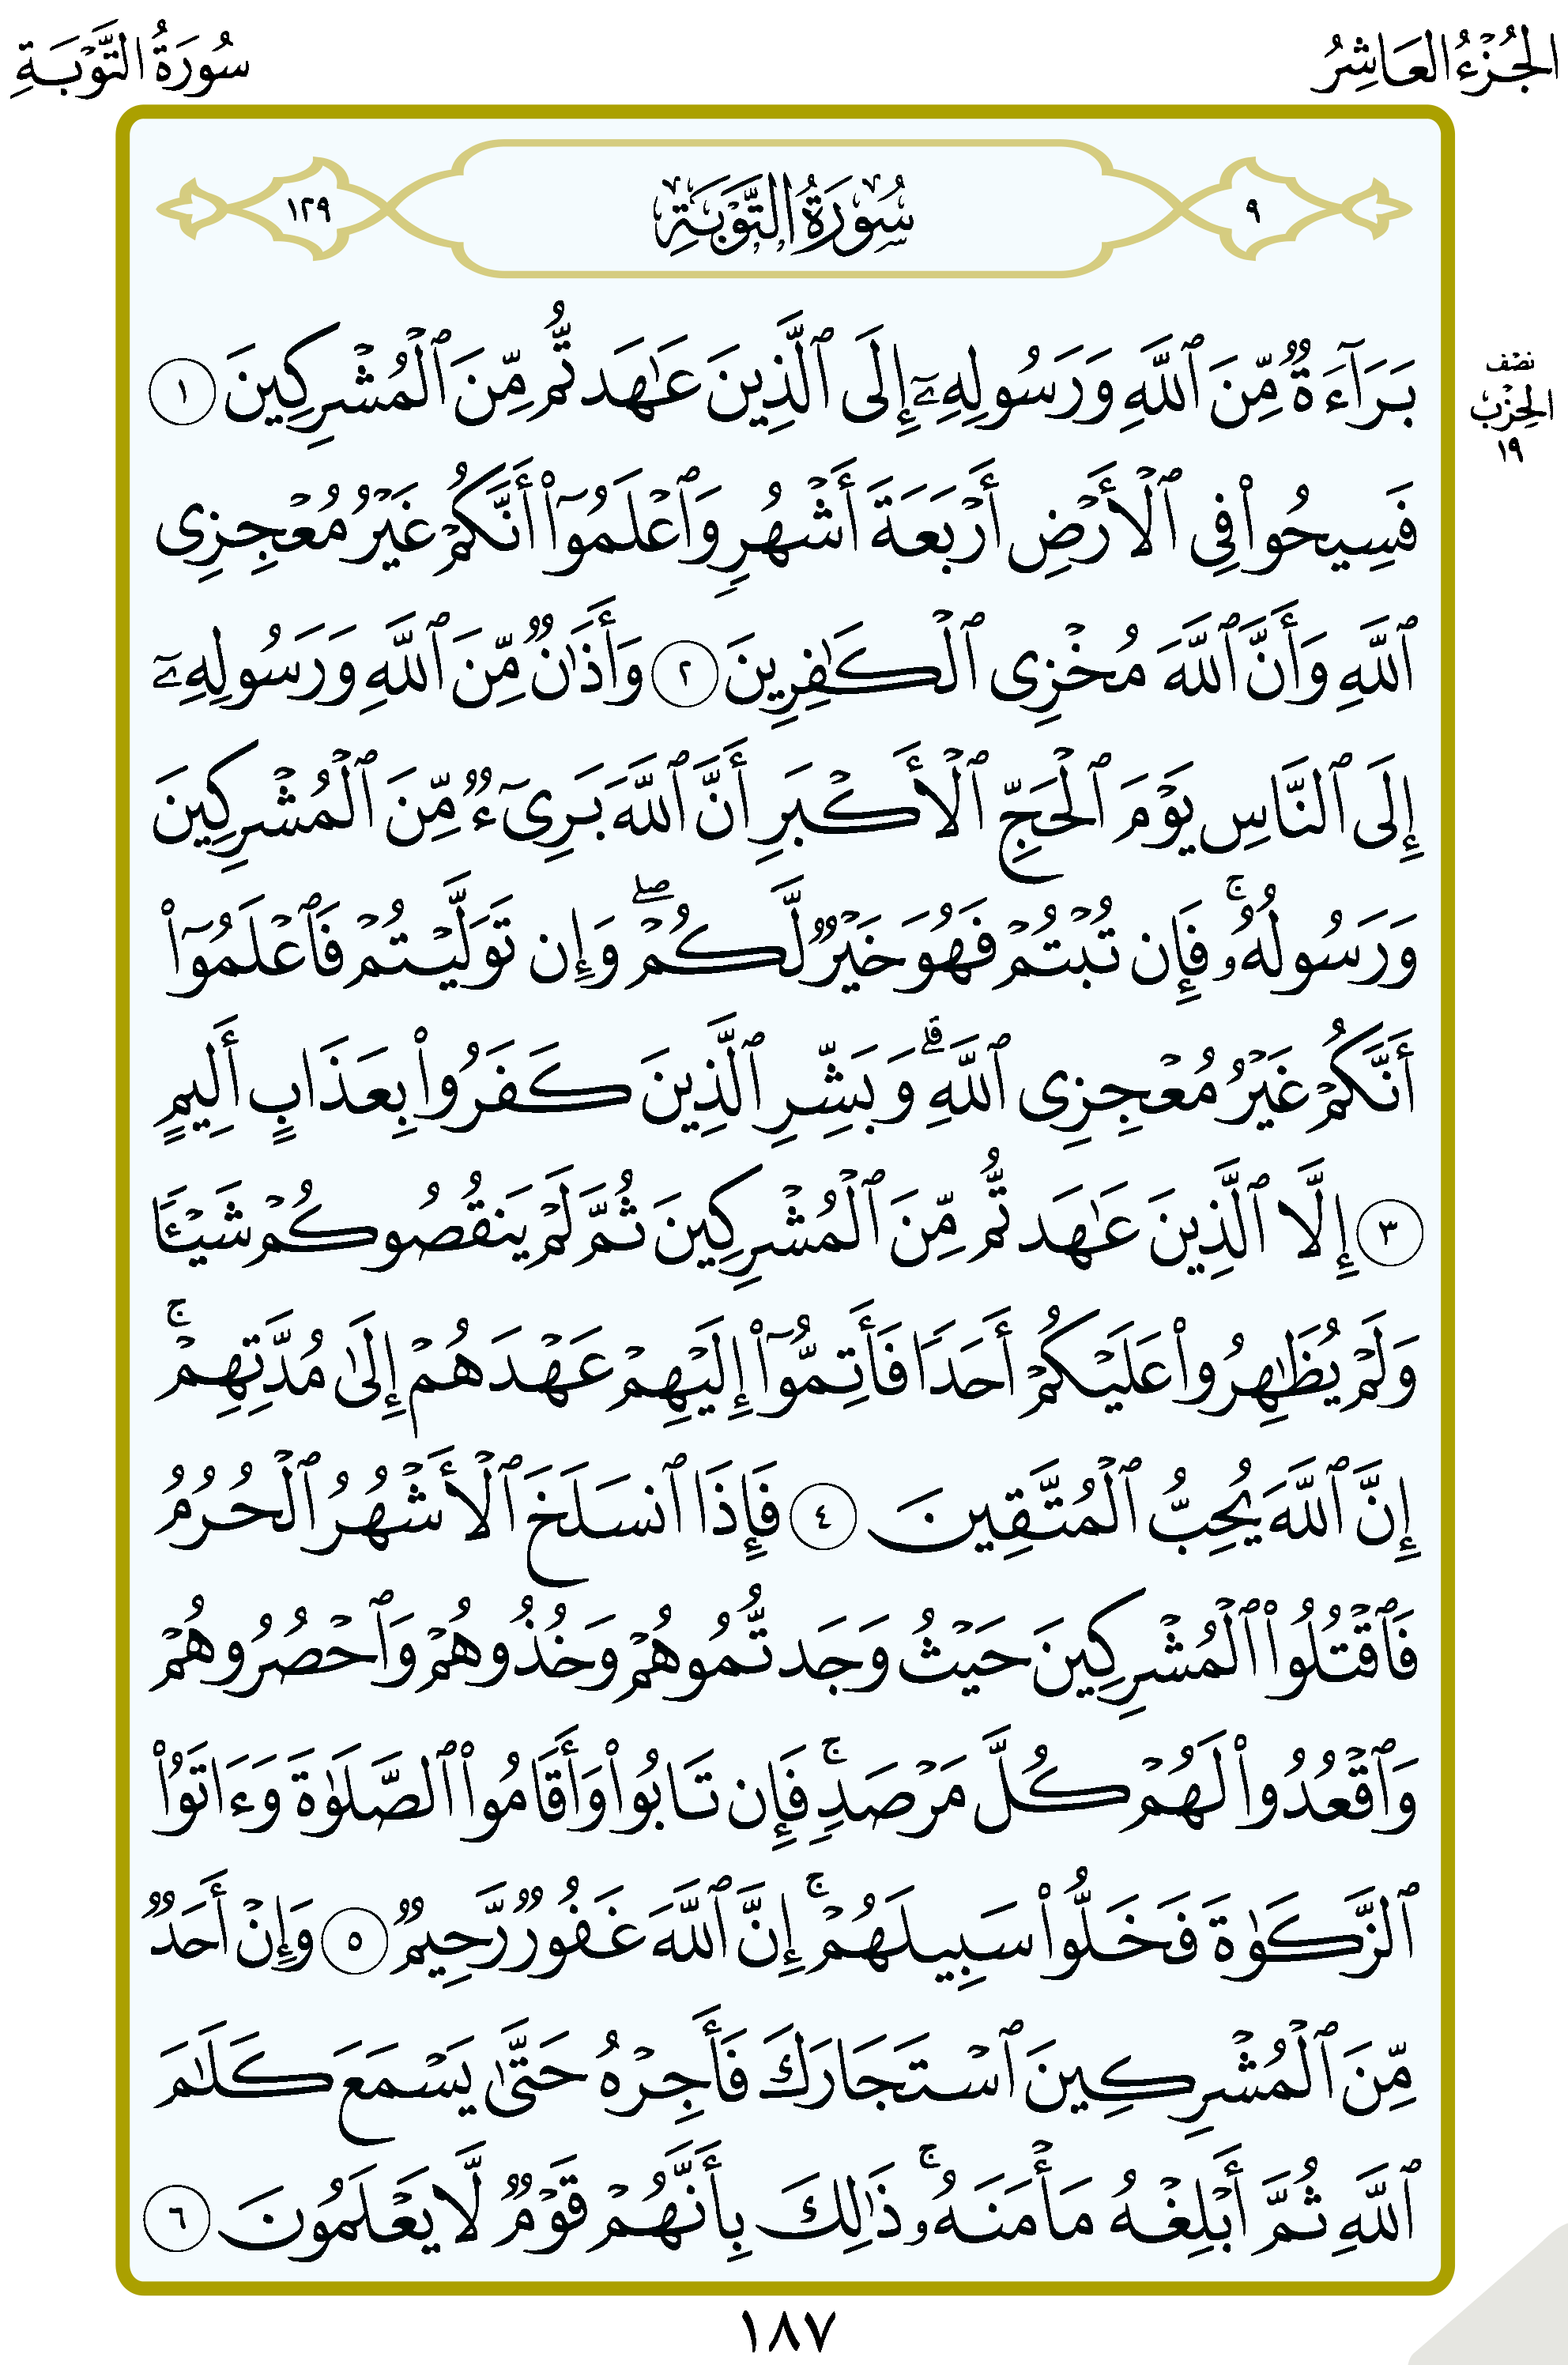 الجُزْءُ العَاشِرُ
سُورَةُ التَّوْبَةِ
٩
سُورَةُ التَّوْبَةِ
١٢٩
بَرَآءَةٌ مِّنَ ٱللَّهِ وَرَسُولِهِۦٓ إِلَى ٱلَّذِينَ عَٰهَدتُّم مِّنَ ٱلْمُشْرِكِينَ ١
نصف
الحِزْب
١٩
فَسِيحُوا۟ فِى ٱلْأَرْضِ أَرْبَعَةَ أَشْهُرٍ وَٱعْلَمُوٓا۟ أَنَّكُمْ غَيْرُ مُعْجِزِى
ٱللَّهِ وَأَنَّ ٱللَّهَ مُخْزِى ٱلْكَٰفِرِينَ ٢ وَأَذَٰنٌ مِّنَ ٱللَّهِ وَرَسُولِهِۦٓ
إِلَى ٱلنَّاسِ يَوْمَ ٱلْحَجِّ ٱلْأَكْبَرِ أَنَّ ٱللَّهَ بَرِىٓءٌ مِّنَ ٱلْمُشْرِكِينَ
وَرَسُولُهُۥ ۚ فَإِن تُبْتُمْ فَهُوَ خَيْرٌ لَّكُمْ ۖ وَإِن تَوَلَّيْتُمْ فَٱعْلَمُوٓا۟
أَنَّكُمْ غَيْرُ مُعْجِزِى ٱللَّهِ ۗ وَبَشِّرِ ٱلَّذِينَ كَفَرُوا۟ بِعَذَابٍ أَلِيمٍ
٣ إِلَّا ٱلَّذِينَ عَٰهَدتُّم مِّنَ ٱلْمُشْرِكِينَ ثُمَّ لَمْ يَنقُصُوكُمْ شَيْـًٔا
وَلَمْ يُظَٰهِرُوا۟ عَلَيْكُمْ أَحَدًا فَأَتِمُّوٓا۟ إِلَيْهِمْ عَهْدَهُمْ إِلَىٰ مُدَّتِهِمْ ۚ
إِنَّ ٱللَّهَ يُحِبُّ ٱلْمُتَّقِينَ ٤ فَإِذَا ٱنسَلَخَ ٱلْأَشْهُرُ ٱلْحُرُمُ
فَٱقْتُلُوا۟ ٱلْمُشْرِكِينَ حَيْثُ وَجَدتُّمُوهُمْ وَخُذُوهُمْ وَٱحْصُرُوهُمْ
وَٱقْعُدُوا۟ لَهُمْ كُلَّ مَرْصَدٍ ۚ فَإِن تَابُوا۟ وَأَقَامُوا۟ ٱلصَّلَوٰةَ وَءَاتَوُا۟
ٱلزَّكَوٰةَ فَخَلُّوا۟ سَبِيلَهُمْ ۚ إِنَّ ٱللَّهَ غَفُورٌ رَّحِيمٌ ٥ وَإِنْ أَحَدٌ
مِّنَ ٱلْمُشْرِكِينَ ٱسْتَجَارَكَ فَأَجِرْهُ حَتَّىٰ يَسْمَعَ كَلَٰمَ
ٱللَّهِ ثُمَّ أَبْلِغْهُ مَأْمَنَهُۥ ۚ ذَٰلِكَ بِأَنَّهُمْ قَوْمٌ لَّا يَعْلَمُونَ ٦
١٨٧